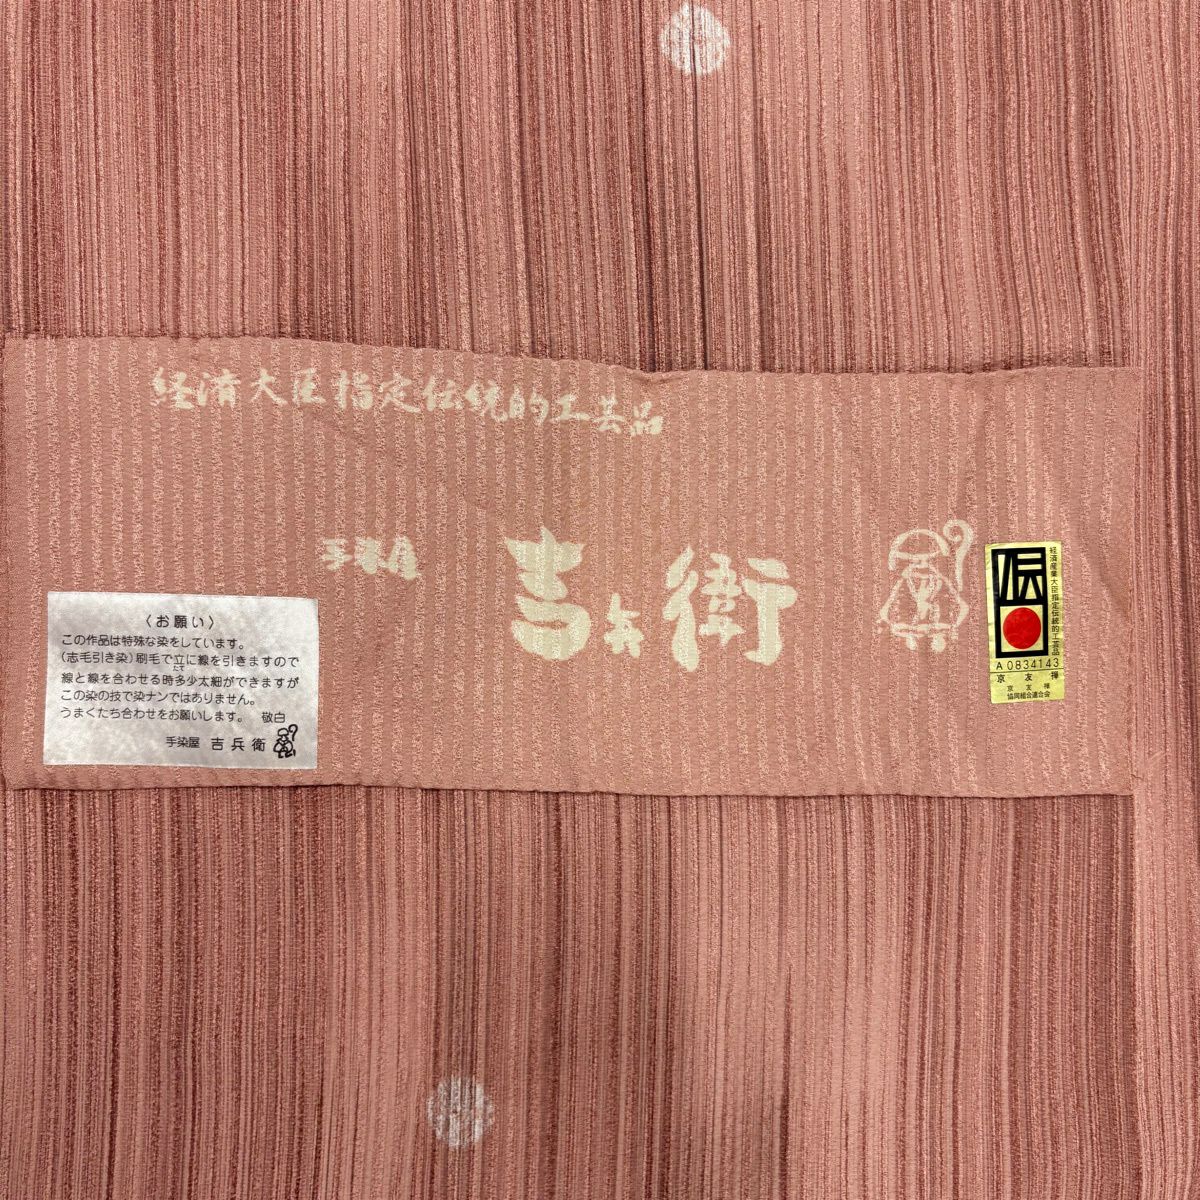 経済大臣指定伝統的工芸品
手染屋 吉兵衛
〈お願い〉
この作品は特殊な染をしています。
(志毛引き染)刷毛で立に線を引きますので
たて
線と線を合わせる時多少太細ができますが
この染の技で染ナンではありません。
うまくたち合わせをお願いします。 敬白
手染屋 吉兵衛
伝
経済産業大臣指定伝統的工芸品
A0834143
京友禅
京友禅
協同組合連合会